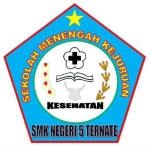 SEKOLAH MENENGAH KEJURUAN
KESEHATAN
SMK NEGERI 5 TERNATE